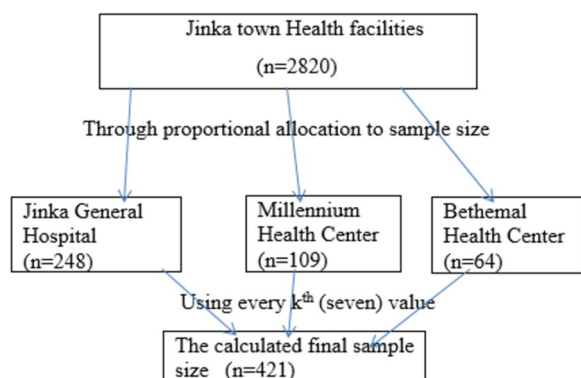 Jinka town Health facilities
(n=2820)
Through proportional allocation to sample size
Jinka General
Hospital
(n=248)
Millennium
Health Center
(n=109)
Bethemal
Health Center
(n=64)
Using every kth (seven) value
The calculated final sample
size (n=421)